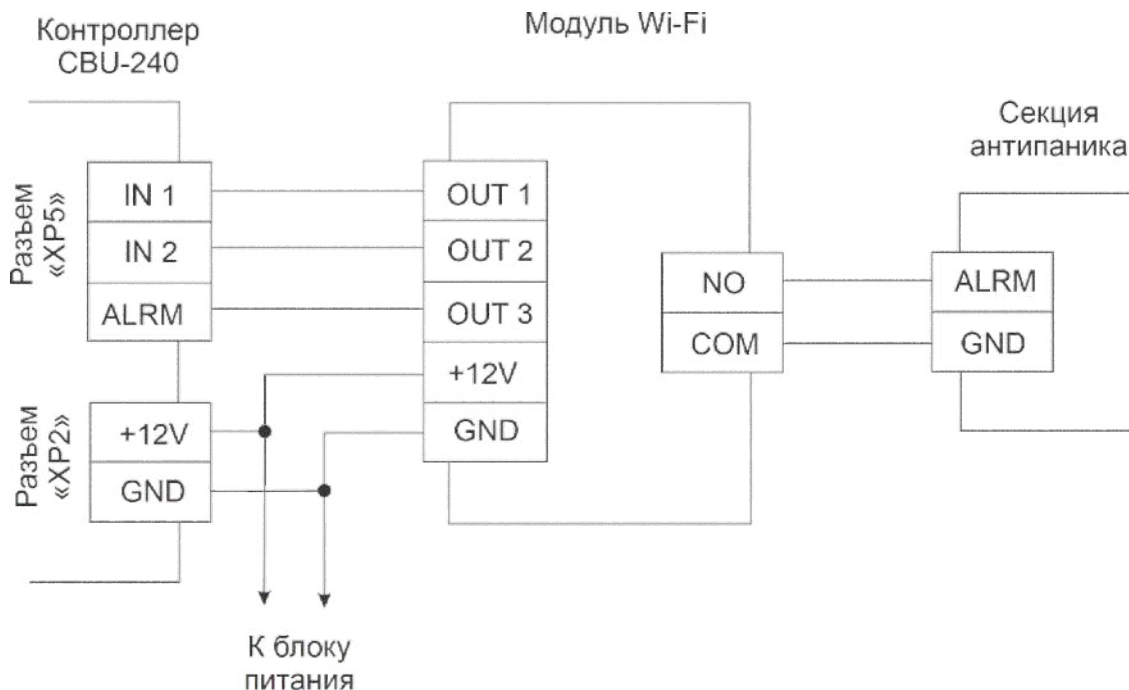 Контроллер
CBU-240
Модуль Wi-Fi
Секция
антипаника
Разъем
«XP5»
IN 1
IN 2
ALRM
OUT 1
OUT 2
OUT 3
+12V
GND
NO
COM
ALRM
GND
Разъем
«XP2»
+12V
GND
К блоку
питания